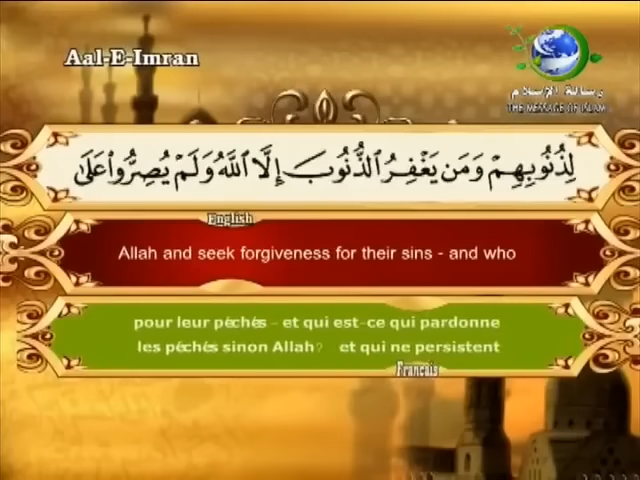 Aal-E-Imran
رسالة الإسلام
THE MESSAGE OF ISLAM
لِذُنُوبِهِمْ وَمَن يَغْفِرُ الذُّنُوبَ إِلَّا اللَّهُ وَلَمْ يُصِرُّوا عَلَىٰ
English
Allah and seek forgiveness for their sins - and who
pour leur péchés - et qui est-ce qui pardonne
les péchés sinon Allah? et qui ne persistent
Français